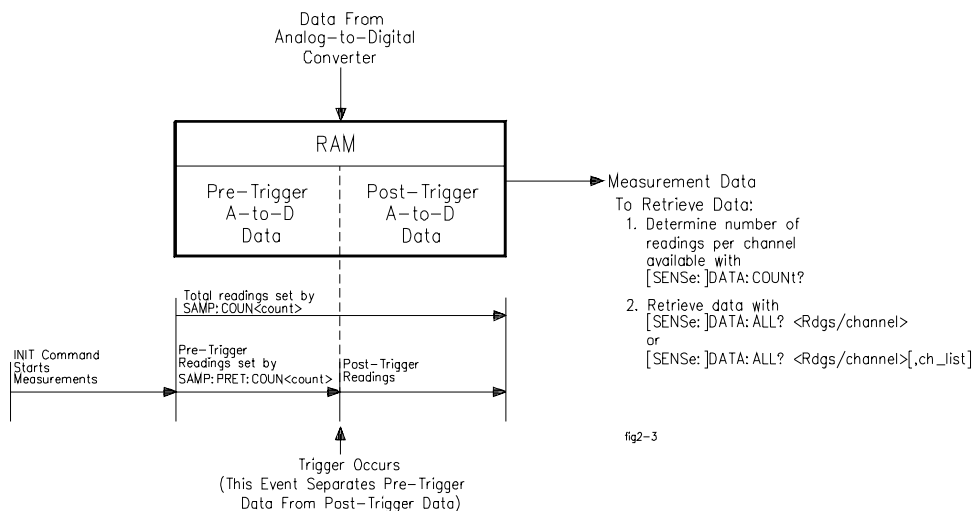 Data From
Analog-to-Digital
Converter
RAM
Pre-Trigger
A-to-D
Data
Post-Trigger
A-to-D
Data
Measurement Data
To Retrieve Data:
1. Determine number of
readings per channel
available with
[SENSe:]DATA:COUNt?
2. Retrieve data with
[SENSe:]DATA:ALL? <Rdgs/channel>
or
[SENSe:]DATA:ALL? <Rdgs/channel>[,ch_list]
Total readings set by
SAMP:COUN<count>
INIT Command
Starts
Measurements
Pre-Trigger
Readings set by
SAMP:PRET:COUN<count>
Post-Trigger
Readings
fig2-3
Trigger Occurs
(This Event Separates Pre-Trigger
Data From Post-Trigger Data)